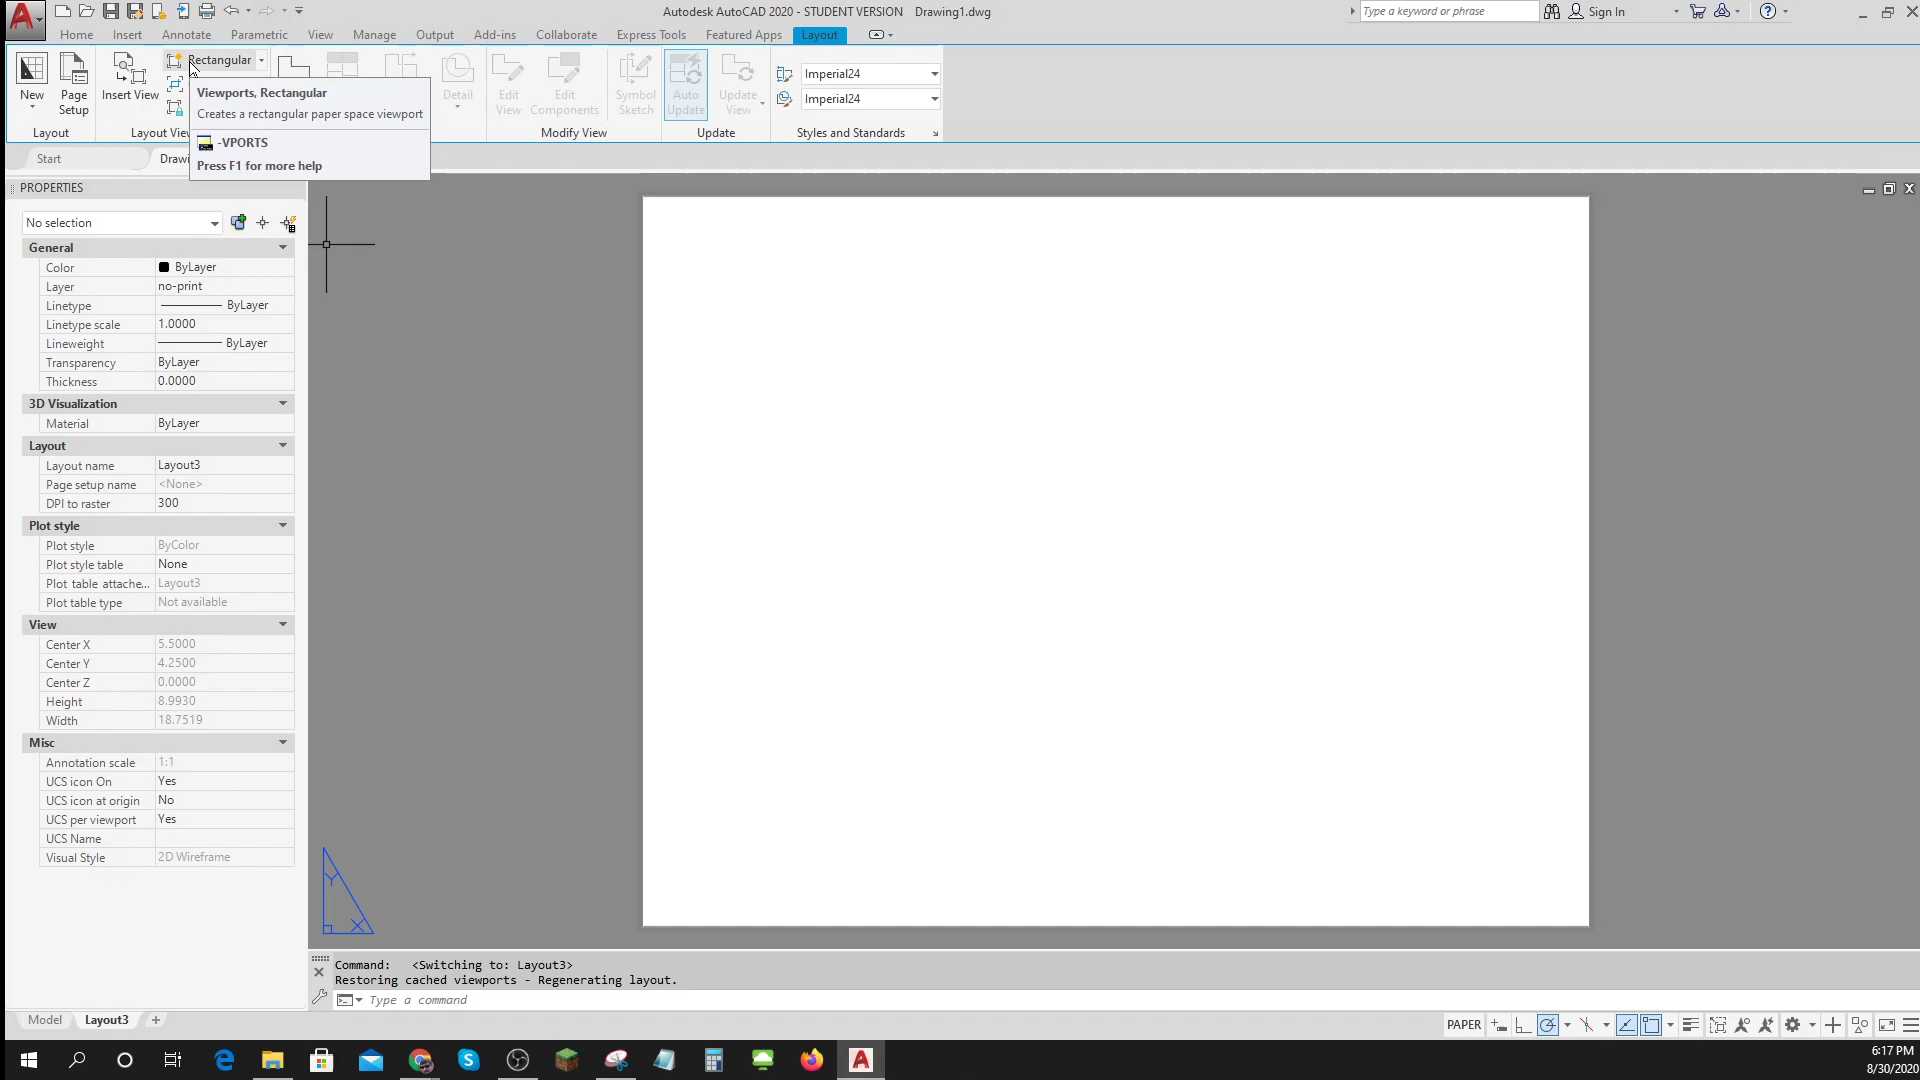 Autodesk AutoCAD 2020 - STUDENT VERSION Drawing1.dwg
Type a keyword or phrase
Sign In
Home Insert Annotate Parametric View Manage Output Add-ins Collaborate Express Tools Featured Apps Layout
New
Page Setup
Insert View
Rectangular
Detail
Edit View
Edit Components
Symbol Sketch
Auto Update
Update View
Imperial24
Imperial24
Layout
Modify View
Update
Styles and Standards
Viewports, Rectangular
Creates a rectangular paper space viewport
-VPORTS
Press F1 for more help
Start
PROPERTIES
No selection
General
Color ByLayer
Layer no-print
Linetype ByLayer
Linetype scale 1.0000
Lineweight ByLayer
Transparency ByLayer
Thickness 0.0000
3D Visualization
Material ByLayer
Layout
Layout name Layout3
Page setup name <None>
DPI to raster 300
Plot style
Plot style ByColor
Plot style table None
Plot table attache... Layout3
Plot table type Not available
View
Center X 5.5000
Center Y 4.2500
Center Z 0.0000
Height 8.9930
Width 18.7519
Misc
Annotation scale 1:1
UCS icon On Yes
UCS icon at origin No
UCS per viewport Yes
UCS Name
Visual Style 2D Wireframe
Y
X
Command: <Switching to: Layout3>
Restoring cached viewports - Regenerating layout.
Type a command
Model Layout3 +
PAPER
6:17 PM
8/30/2020